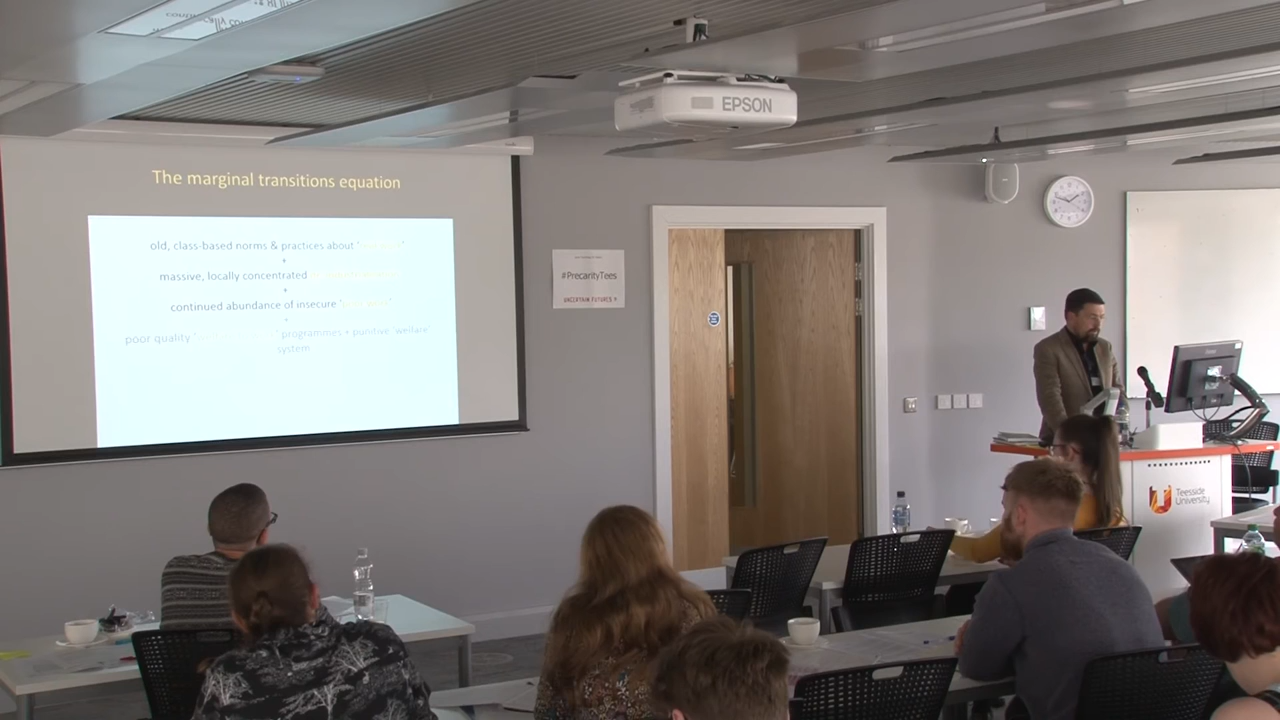 EPSON
The marginal transitions equation
old, class-based norms & practices about '
+
massive, locally concentrated
+
continued abundance of insecure '
+
poor quality ' ' programmes + punitive 'welfare'
system
#PrecarityTees
UNCERTAIN FUTURES?
Teesside
University